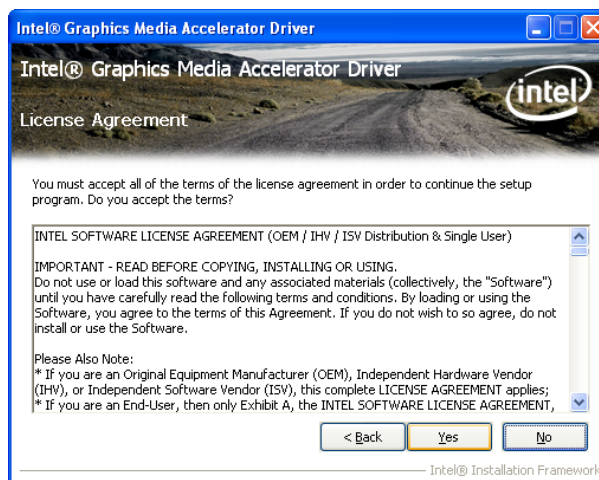 Intel® Graphics Media Accelerator Driver
Intel® Graphics Media Accelerator Driver
intel
License Agreement
You must accept all of the terms of the license agreement in order to continue the setup
program. Do you accept the terms?
INTEL SOFTWARE LICENSE AGREEMENT (OEM / IHV / ISV Distribution & Single User)
IMPORTANT - READ BEFORE COPYING, INSTALLING OR USING.
Do not use or load this software and any associated materials (collectively, the "Software")
until you have carefully read the following terms and conditions. By loading or using the
Software, you agree to the terms of this Agreement. If you do not wish to so agree, do not
install or use the Software.
Please Also Note:
* If you are an Original Equipment Manufacturer (OEM), Independent Hardware Vendor
(IHV), or Independent Software Vendor (ISV), this complete LICENSE AGREEMENT applies;
* If you are an End-User, then only Exhibit A, the INTEL SOFTWARE LICENSE AGREEMENT,
< Back Yes No
Intel® Installation Framework